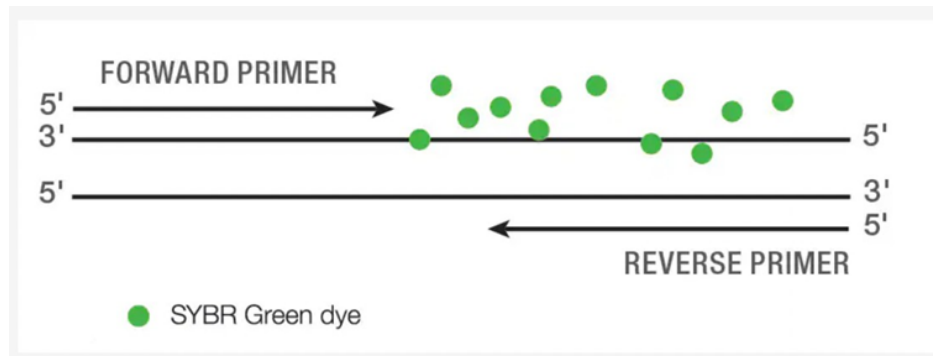 FORWARD PRIMER
5'
3' 5'
5' 3'
5'
REVERSE PRIMER
SYBR Green dye